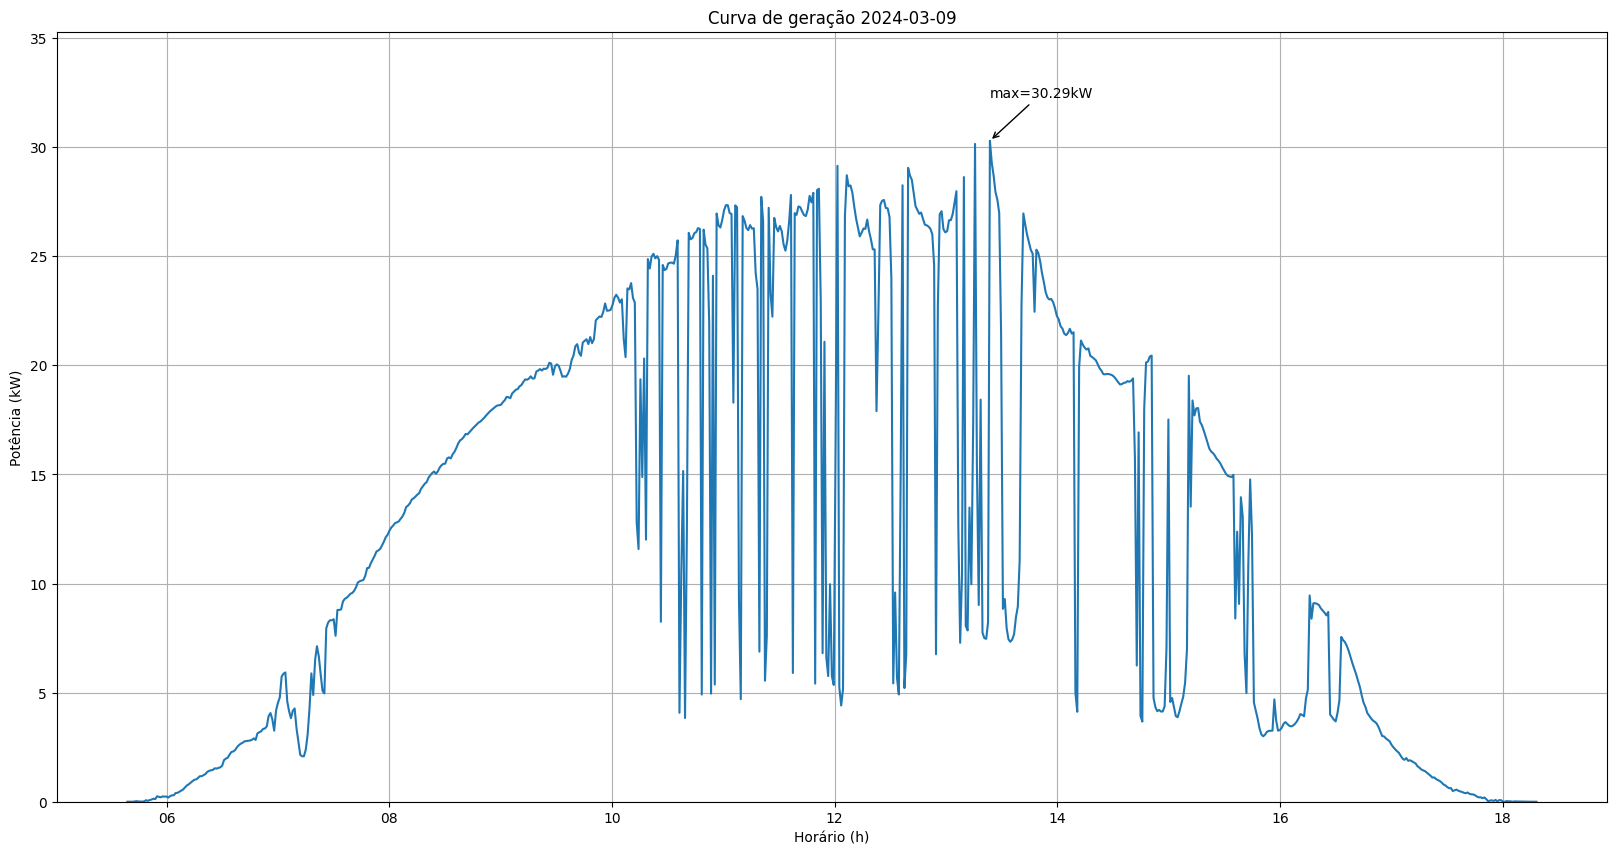 Curva de geração 2024-03-09
35
30
25
20
15
10
5
0
Potência (kW)
max=30.29kW
06 08 10 12 14 16 18
Horário (h)